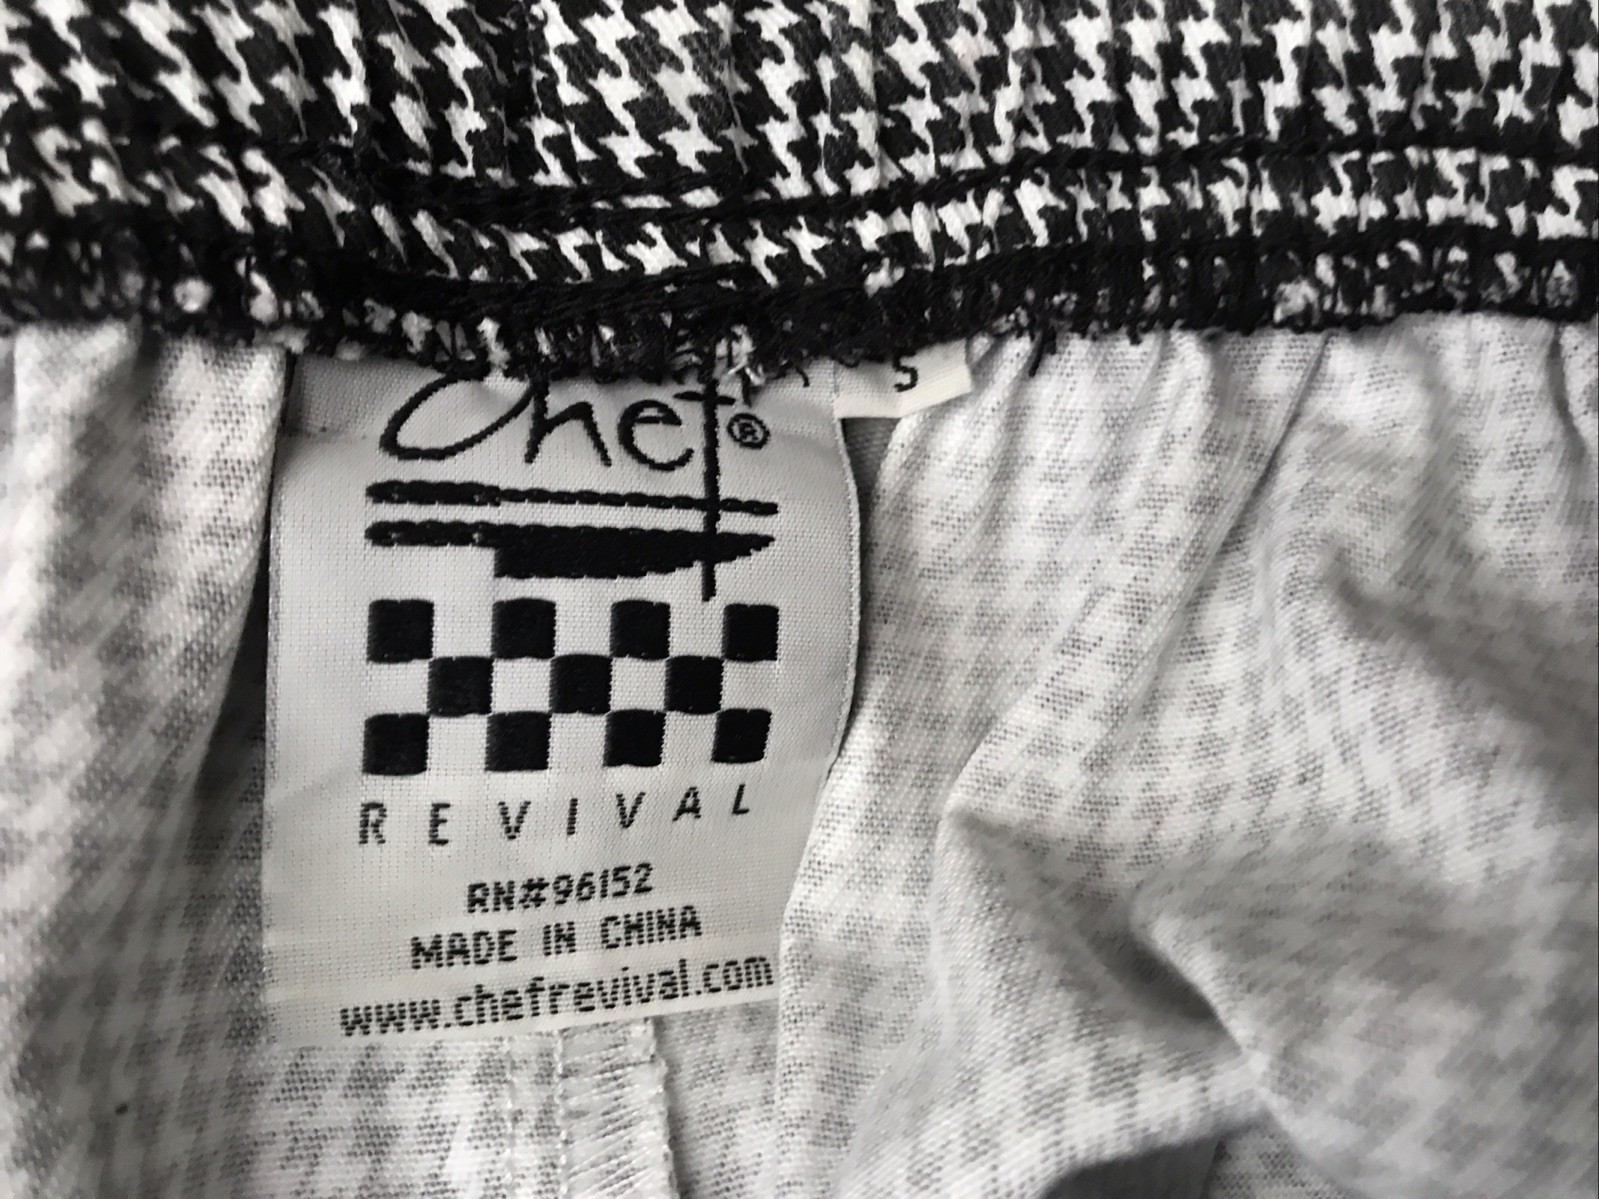 Chef®
S
REVIVAL
RN#96152
MADE IN CHINA
www.chefrevival.com